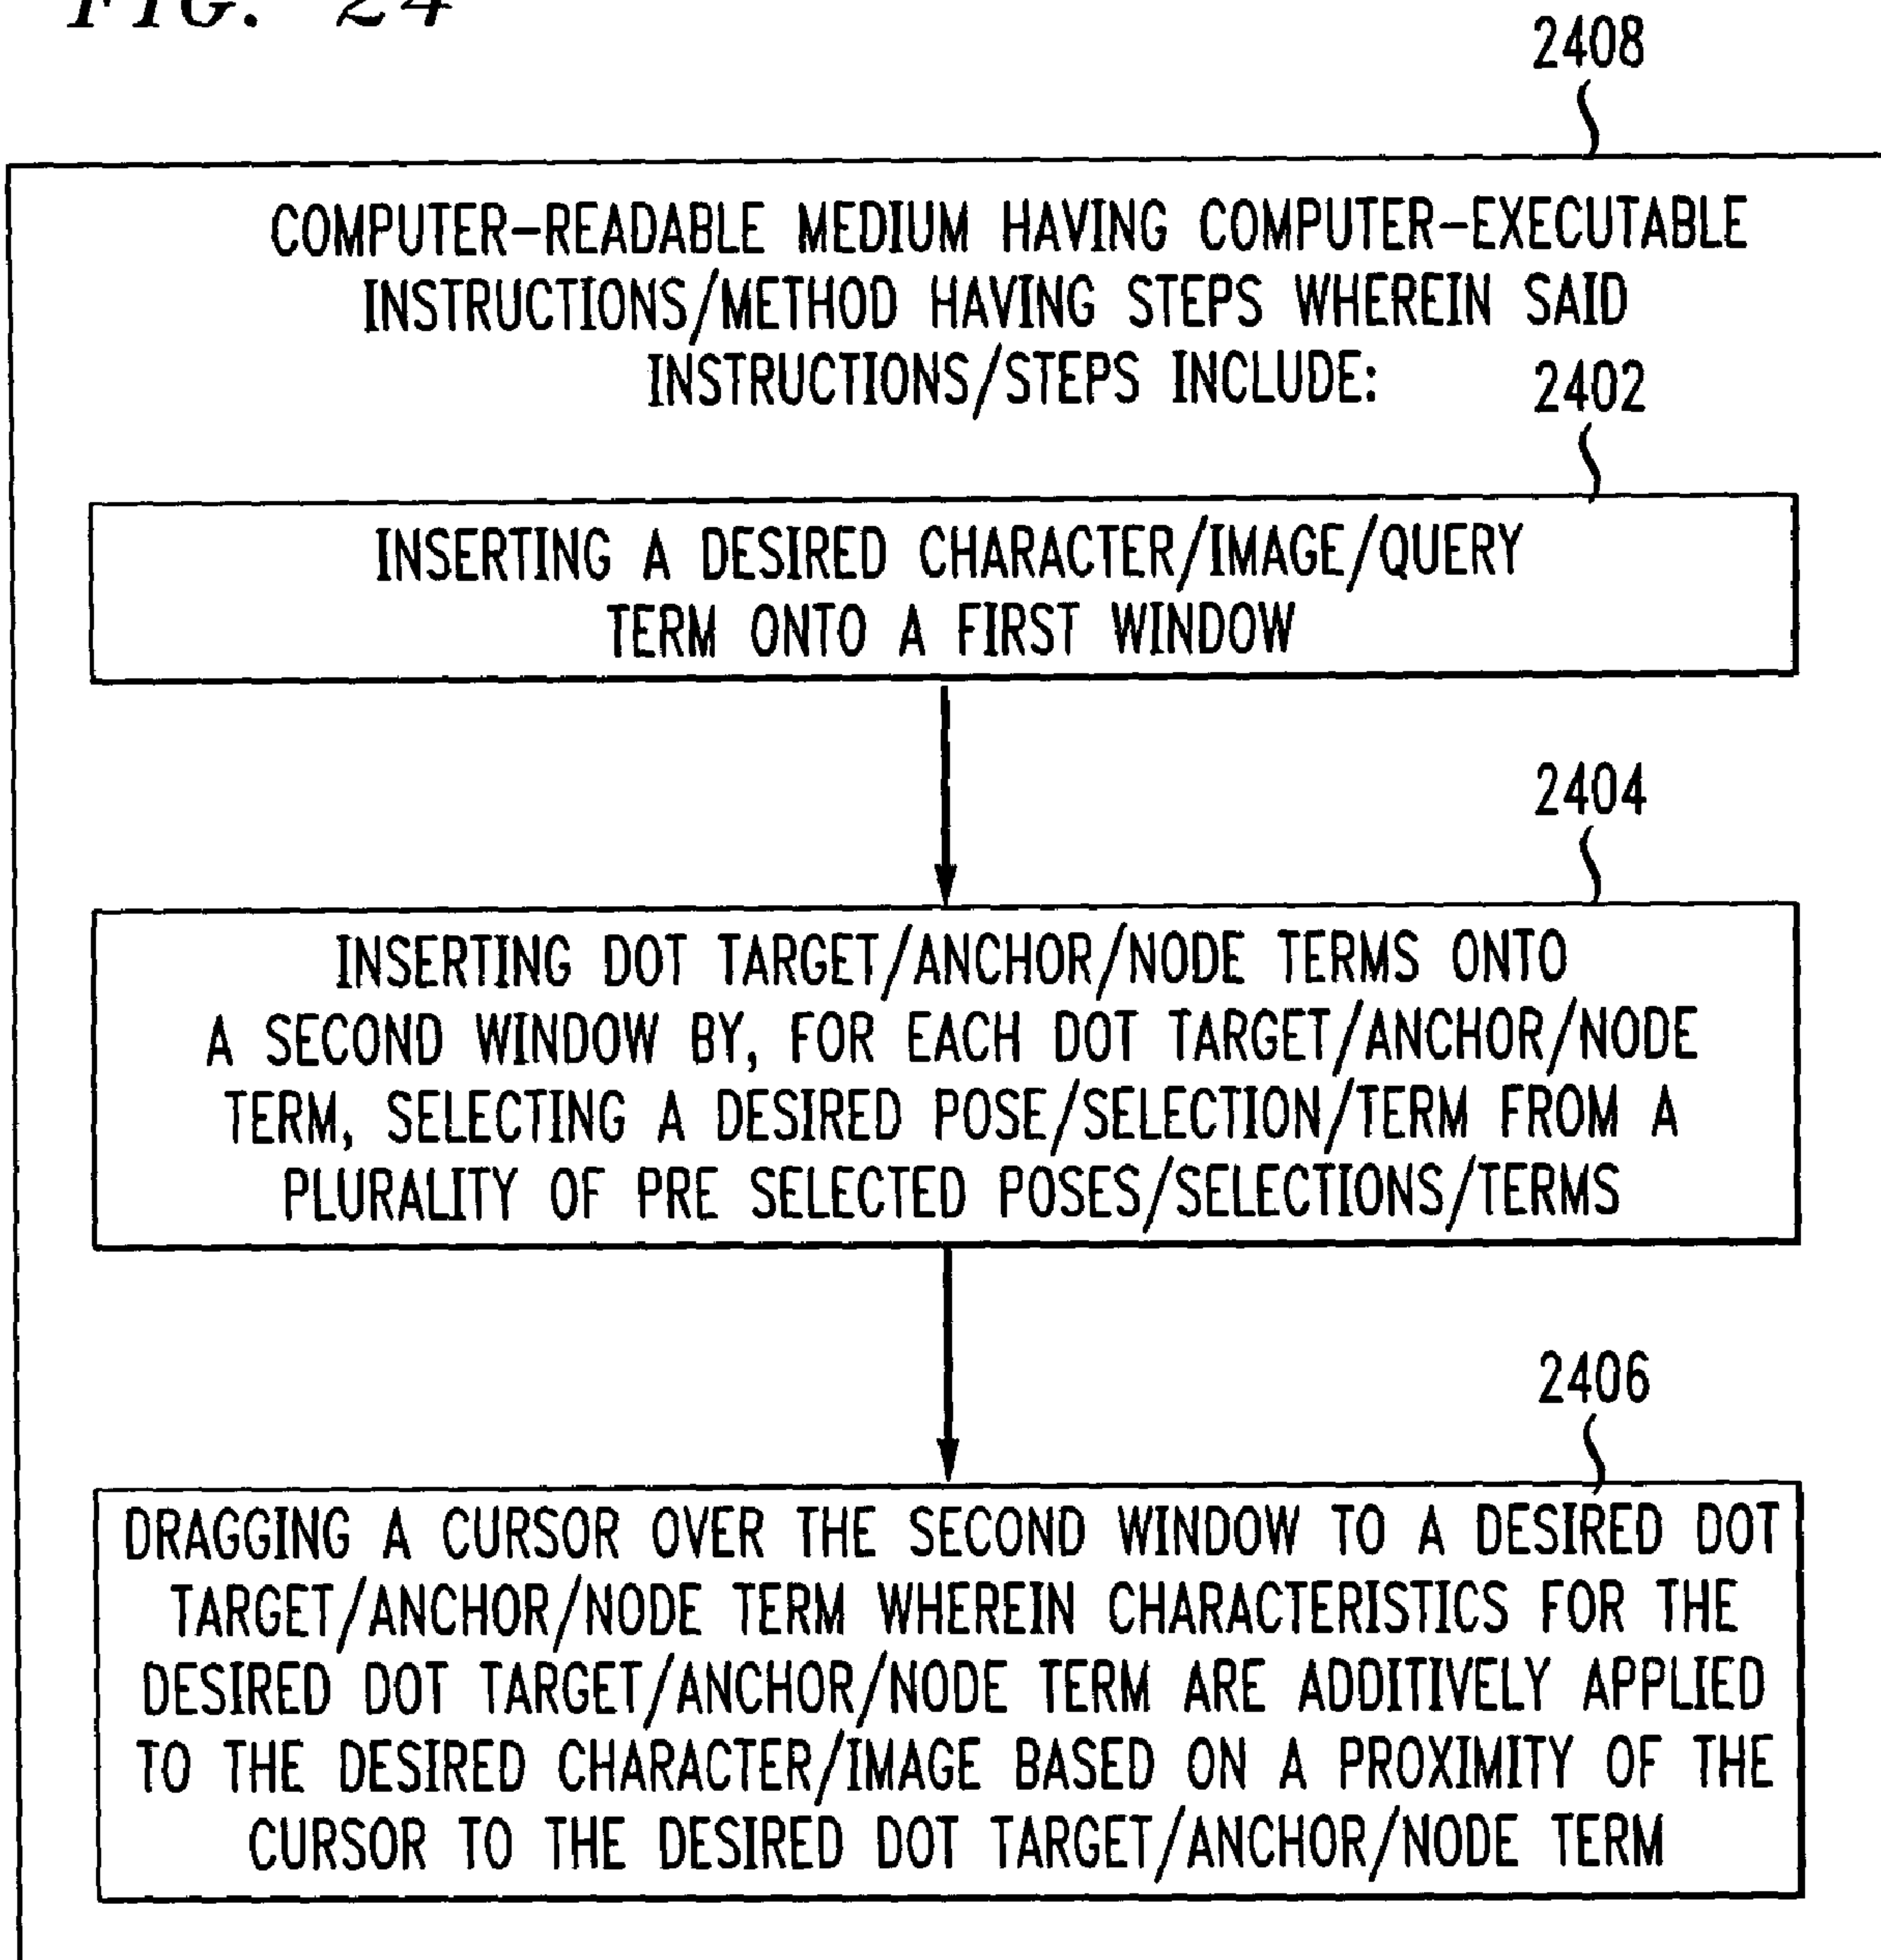 FIG. 24
2408
COMPUTER-READABLE MEDIUM HAVING COMPUTER-EXECUTABLE
INSTRUCTIONS/METHOD HAVING STEPS WHEREIN SAID
INSTRUCTIONS/STEPS INCLUDE:
2402
INSERTING A DESIRED CHARACTER/IMAGE/QUERY
TERM ONTO A FIRST WINDOW
2404
INSERTING DOT TARGET/ANCHOR/NODE TERMS ONTO
A SECOND WINDOW BY, FOR EACH DOT TARGET/ANCHOR/NODE
TERM, SELECTING A DESIRED POSE/SELECTION/TERM FROM A
PLURALITY OF PRE SELECTED POSES/SELECTIONS/TERMS
2406
DRAGGING A CURSOR OVER THE SECOND WINDOW TO A DESIRED DOT
TARGET/ANCHOR/NODE TERM WHEREIN CHARACTERISTICS FOR THE
DESIRED DOT TARGET/ANCHOR/NODE TERM ARE ADDITIVELY APPLIED
TO THE DESIRED CHARACTER/IMAGE BASED ON A PROXIMITY OF THE
CURSOR TO THE DESIRED DOT TARGET/ANCHOR/NODE TERM